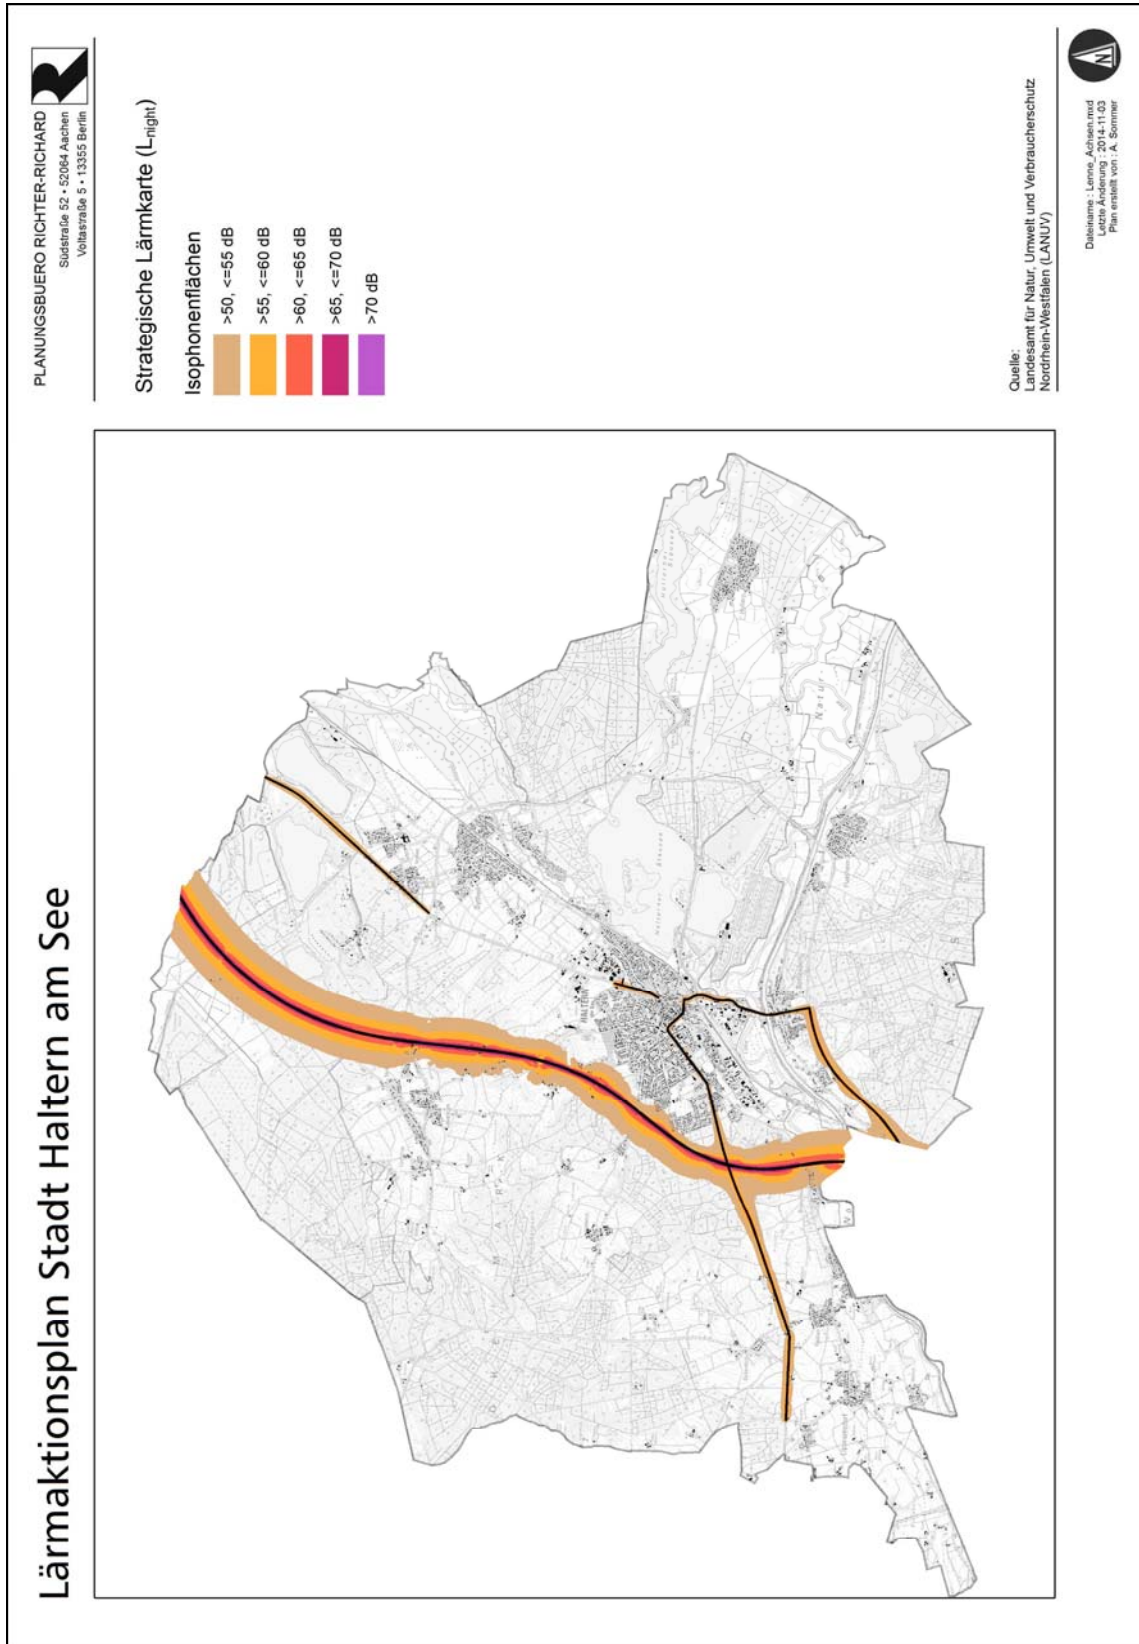 Lärmaktionsplan Stadt Haltern am See
PLANUNGSBUERO RICHTER-RICHARD
Südstraße 52 • 52064 Aachen
Voltastraße 5 • 13355 Berlin
Strategische Lärmkarte (Lnight)
Isophonenflächen
>50, <=55 dB
>55, <=60 dB
>60, <=65 dB
>65, <=70 dB
>70 dB
HALTERN
Natur
Quelle:
Landesamt für Natur, Umwelt und Verbraucherschutz
Nordrhein-Westfalen (LANUV)
N
Dateiname : Lenne_Achsen.mxd
Letzte Änderung : 2014-11-03
Plan erstellt von : A. Sommer